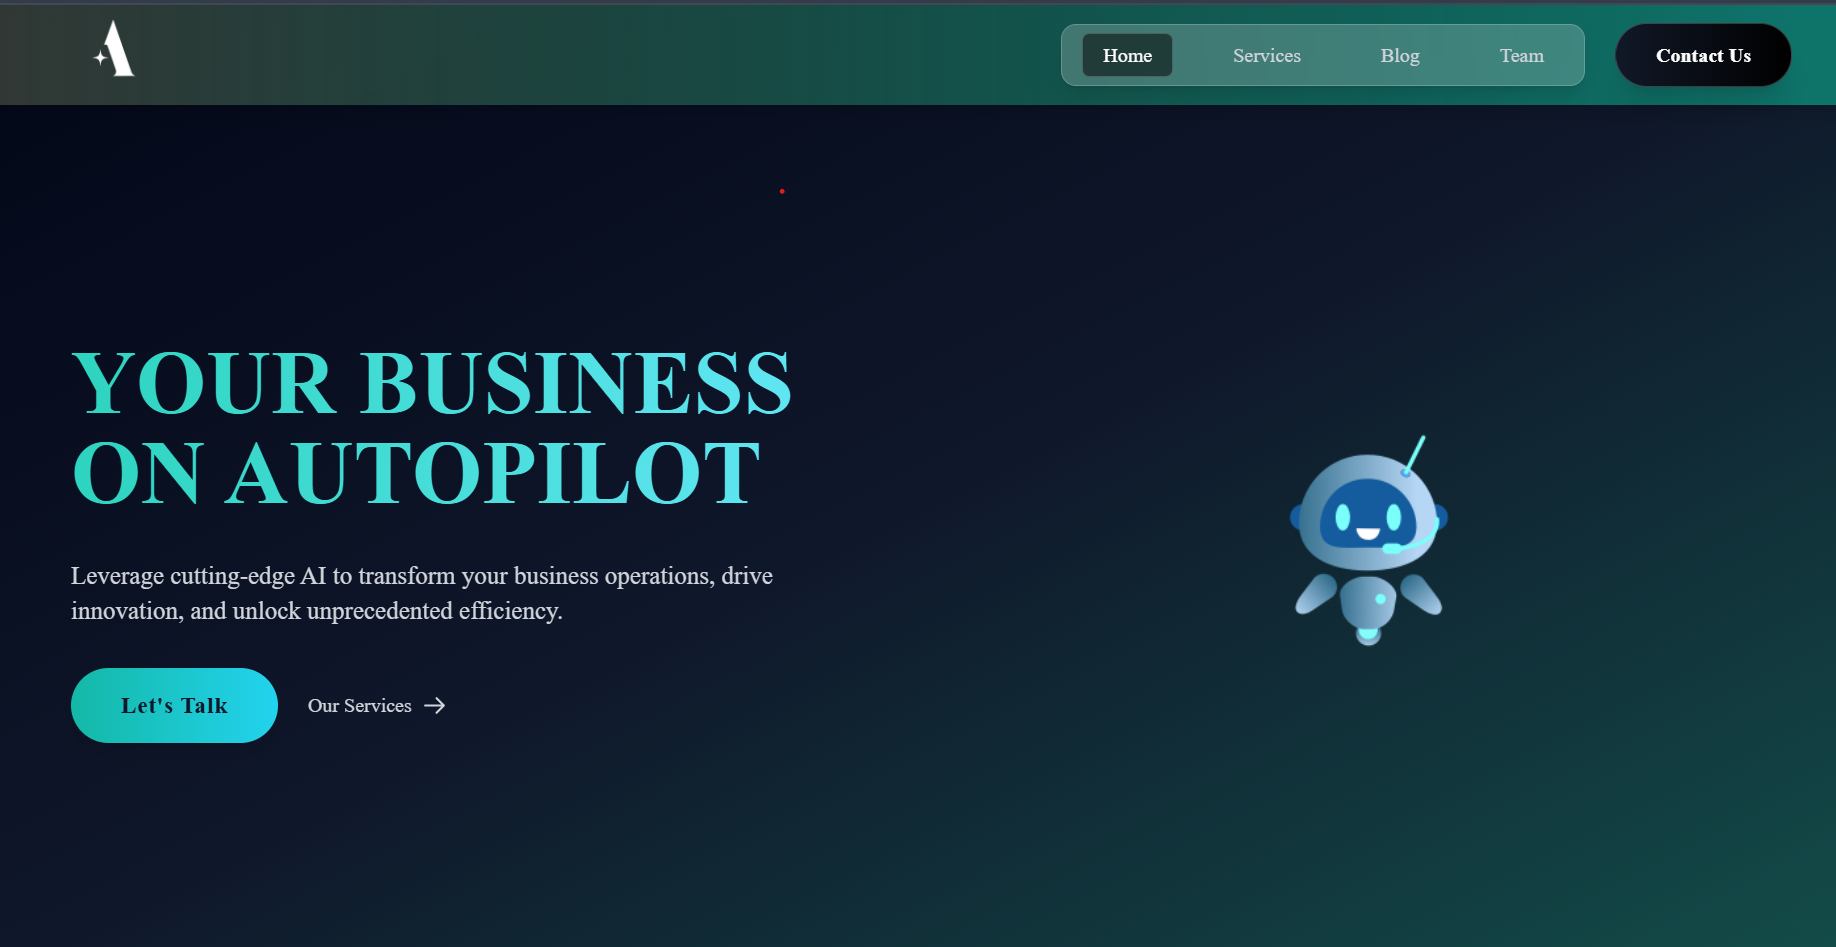 A
Home
Services
Blog
Team
Contact Us
YOUR BUSINESS
ON AUTOPILOT
Leverage cutting-edge AI to transform your business operations, drive
innovation, and unlock unprecedented efficiency.
Let's Talk
Our Services